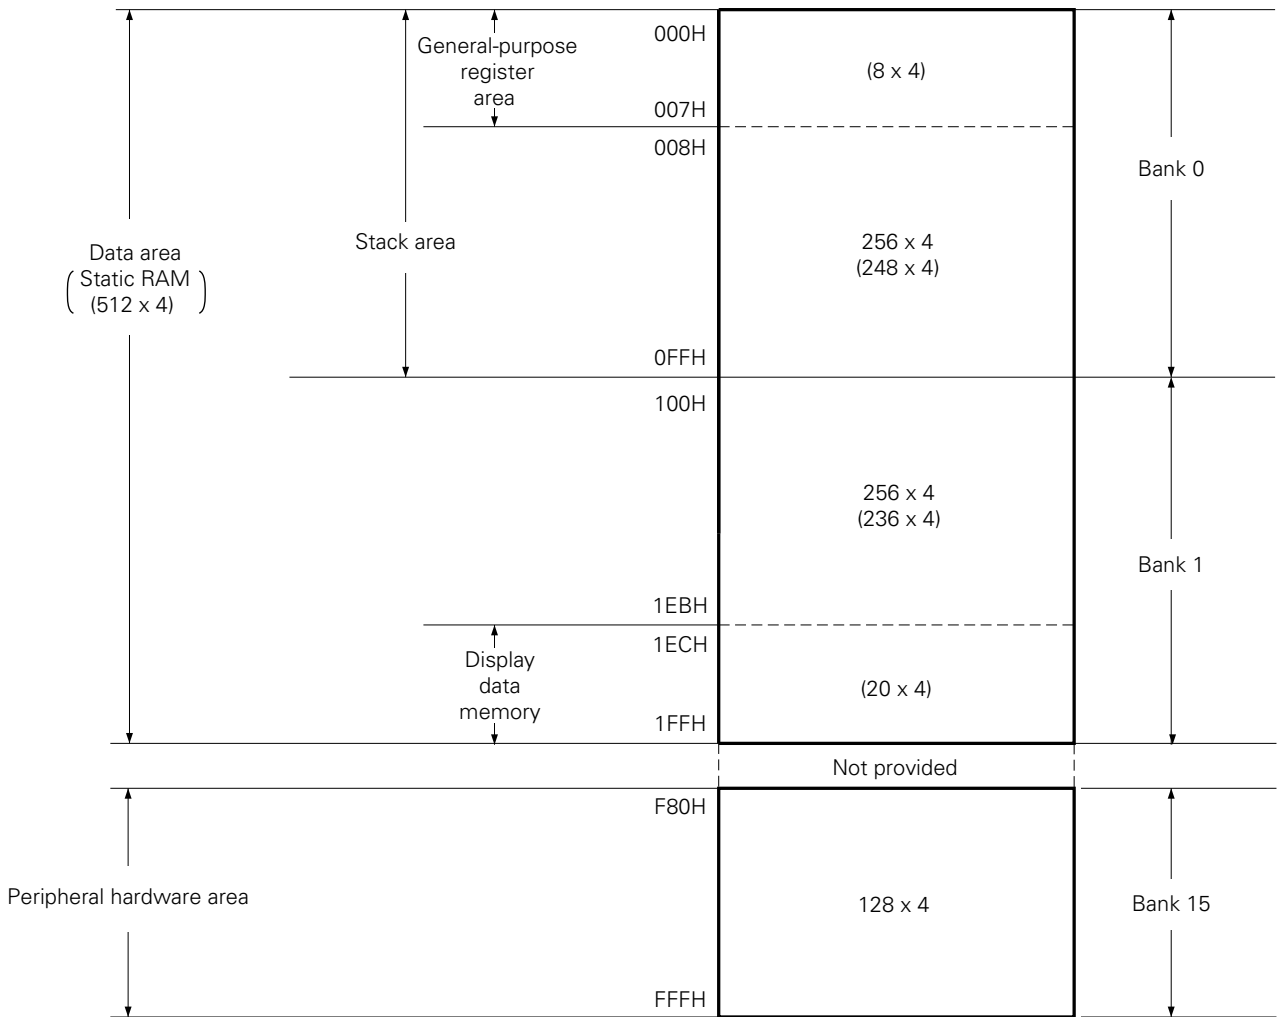 000H
General-purpose
register
area
(8 x 4)
007H
008H
Bank 0
Data area
Static RAM
(512 x 4)
Stack area
256 x 4
(248 x 4)
0FFH
100H
256 x 4
(236 x 4)
Bank 1
1EBH
1ECH
Display
data
memory
(20 x 4)
1FFH
Not provided
F80H
Peripheral hardware area
128 x 4
Bank 15
FFFH